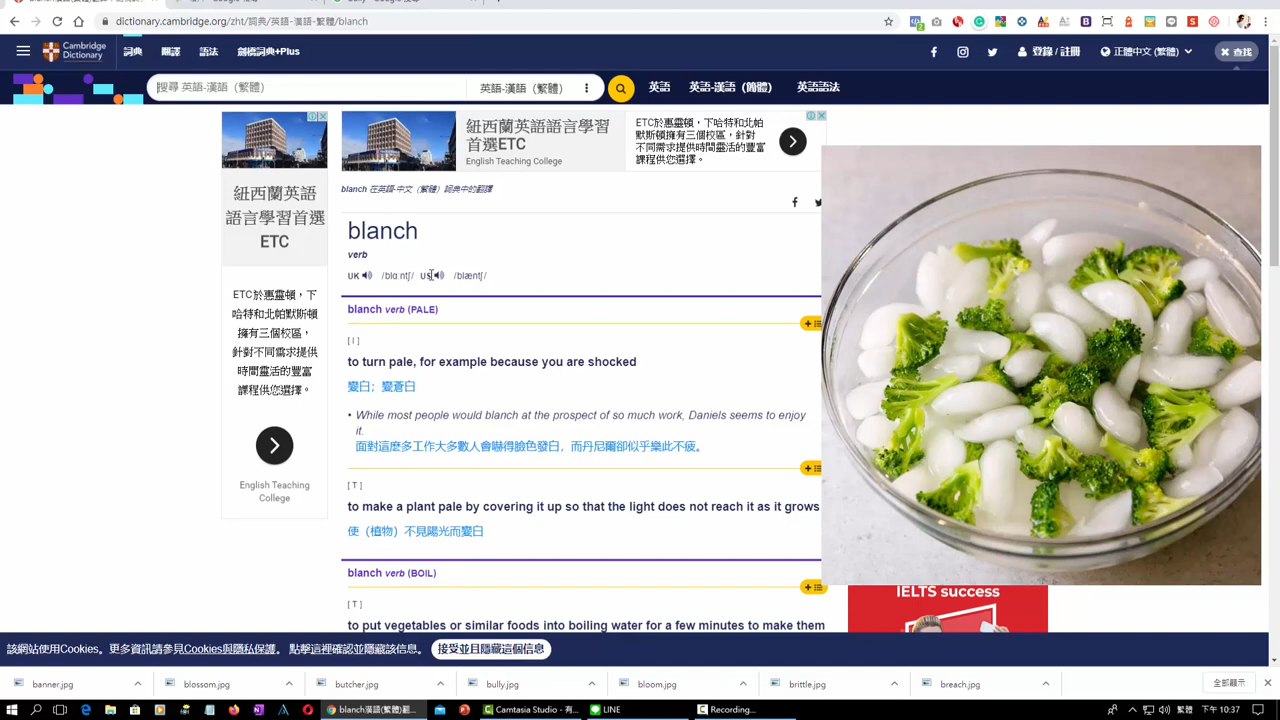 dictionary.cambridge.org/zht/詞典/英語-漢語-繁體/blanch
Cambridge
Dictionary
詞典
翻譯
語法
劍橋詞典+Plus
登錄 / 註冊
正體中文 (繁體)
查找
搜尋 英語-漢語（繁體）
英語-漢語（繁體）
英語
英語-漢語（簡體）
英語語法
紐西蘭英語
語言學習首選
ETC
ETC於惠靈頓，下
哈特和北帕
默斯頓
擁有三個校區，
針對不同需求提供
時間靈活的豐富
課程供您選擇。
English Teaching
College
紐西蘭英語語言學習
首選ETC
English Teaching College
ETC於惠靈頓，下哈特和北帕
默斯頓擁有三個校區，針對
不同需求提供時間靈活的豐富
課程供您選擇。
blanch 在英語-中文（繁體）詞典中的翻譯
blanch
verb
UK /blɑːntʃ/ US /blæntʃ/
blanch verb (PALE)
[ I ]
to turn pale, for example because you are shocked
變白；變蒼白
• While most people would blanch at the prospect of so much work, Daniels seems to enjoy
it.
面對這麼多工作大多數人會嚇得臉色發白，而丹尼爾卻似乎樂此不疲。
[ T ]
to make a plant pale by covering it up so that the light does not reach it as it grows
使（植物）不見陽光而變白
blanch verb (BOIL)
[ T ]
to put vegetables or similar foods into boiling water for a few minutes to make them
IELTS success
該網站使用Cookies。更多資訊請參見Cookies與隱私保護。 點擊這裡確認並隱藏該信息。
接受並且隱藏這個信息
banner.jpg
blossom.jpg
butcher.jpg
bully.jpg
bloom.jpg
brittle.jpg
breach.jpg
全部顯示
blanch漢語(繁體)翻...
Camtasia Studio - 有...
LINE
Recording...
繁體
下午 10:37